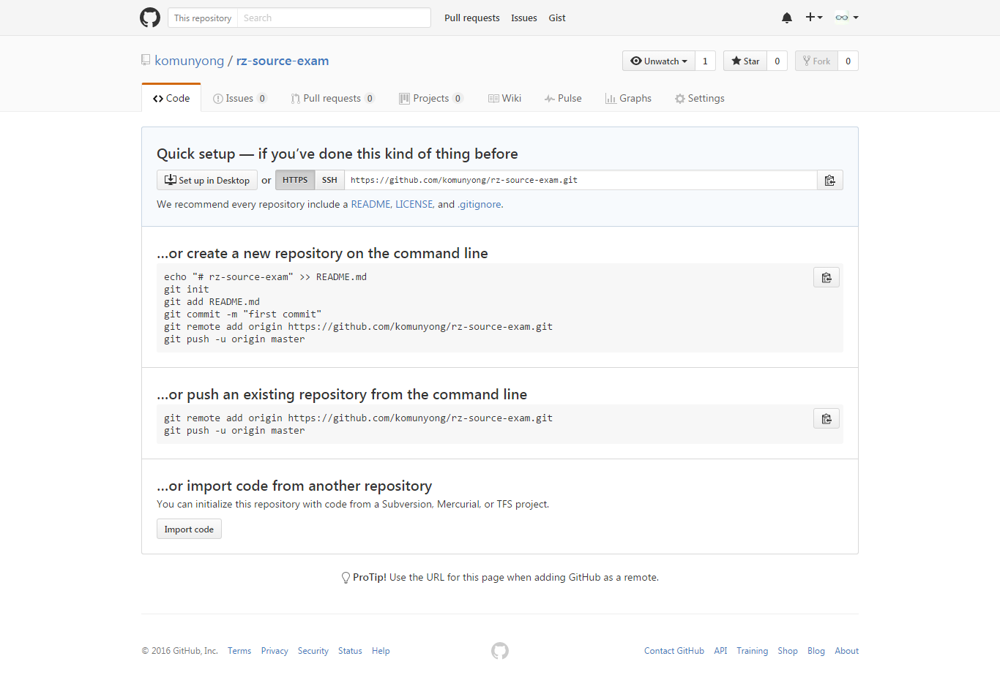 This repository Search Pull requests Issues Gist
komunyong / rz-source-exam Unwatch 1 Star 0 Fork 0
Code Issues 0 Pull requests 0 Projects 0 Wiki Pulse Graphs Settings
Quick setup — if you’ve done this kind of thing before
Set up in Desktop or HTTPS SSH https://github.com/komunyong/rz-source-exam.git
We recommend every repository include a README, LICENSE, and .gitignore.
…or create a new repository on the command line
echo "# rz-source-exam" >> README.md
git init
git add README.md
git commit -m "first commit"
git remote add origin https://github.com/komunyong/rz-source-exam.git
git push -u origin master
…or push an existing repository from the command line
git remote add origin https://github.com/komunyong/rz-source-exam.git
git push -u origin master
…or import code from another repository
You can initialize this repository with code from a Subversion, Mercurial, or TFS project.
Import code
ProTip! Use the URL for this page when adding GitHub as a remote.
© 2016 GitHub, Inc. Terms Privacy Security Status Help Contact GitHub API Training Shop Blog About